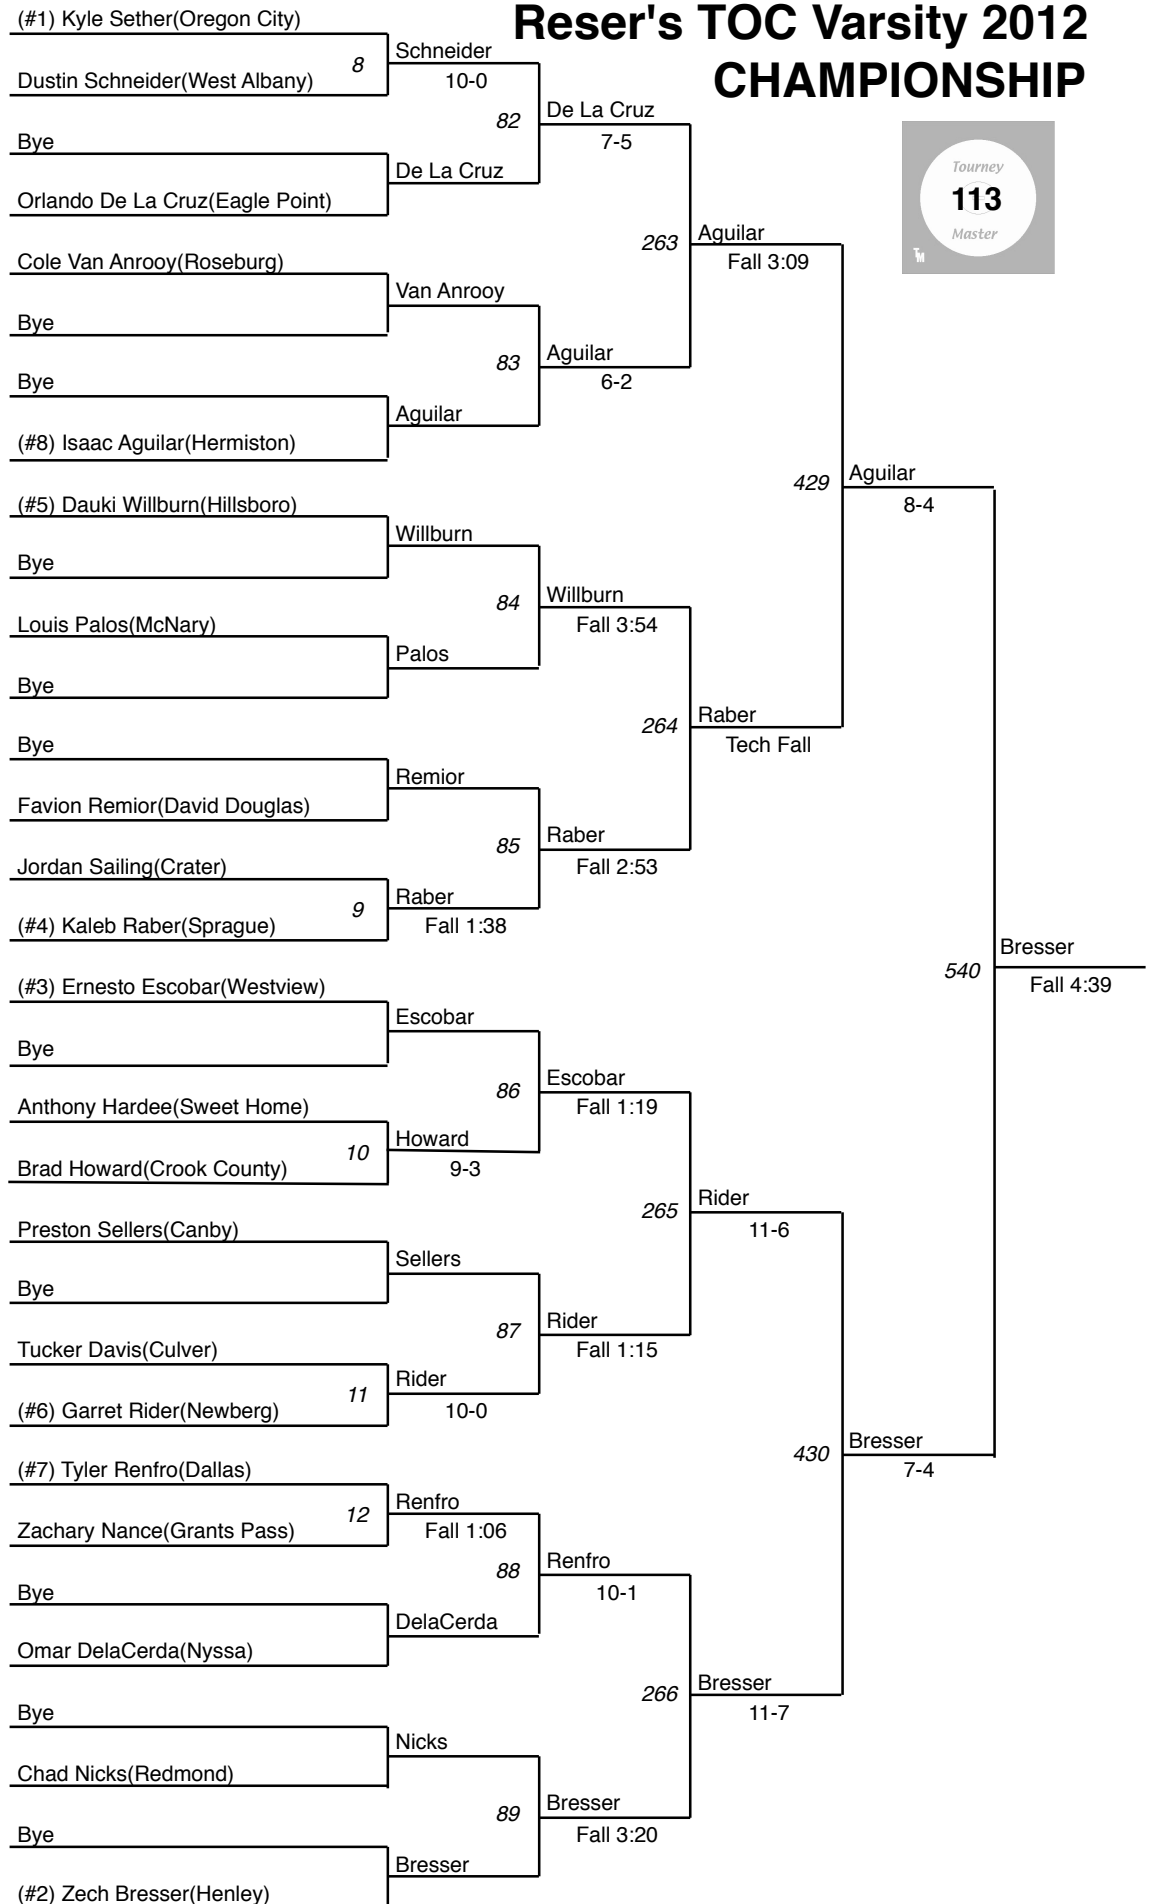 Reser's TOC Varsity 2012
CHAMPIONSHIP
Tourney
113
Master
TM
(#1) Kyle Sether(Oregon City)
8
Schneider
10-0
Dustin Schneider(West Albany)
82
De La Cruz
7-5
Bye
De La Cruz
Orlando De La Cruz(Eagle Point)
263
Aguilar
Fall 3:09
Cole Van Anrooy(Roseburg)
Van Anrooy
Bye
83
Aguilar
6-2
Bye
Aguilar
(#8) Isaac Aguilar(Hermiston)
429
Aguilar
8-4
(#5) Dauki Willburn(Hillsboro)
Willburn
Bye
84
Willburn
Fall 3:54
Louis Palos(McNary)
Palos
Bye
264
Raber
Tech Fall
Bye
Remior
Favion Remior(David Douglas)
85
Raber
Fall 2:53
Jordan Sailing(Crater)
9
Raber
Fall 1:38
(#4) Kaleb Raber(Sprague)
540
Bresser
Fall 4:39
(#3) Ernesto Escobar(Westview)
Escobar
Bye
86
Escobar
Fall 1:19
Anthony Hardee(Sweet Home)
10
Howard
9-3
Brad Howard(Crook County)
265
Rider
11-6
Preston Sellers(Canby)
Sellers
Bye
87
Rider
Fall 1:15
Tucker Davis(Culver)
11
Rider
10-0
(#6) Garret Rider(Newberg)
430
Bresser
7-4
(#7) Tyler Renfro(Dallas)
12
Renfro
Fall 1:06
Zachary Nance(Grants Pass)
88
Renfro
10-1
Bye
DelaCerda
Omar DelaCerda(Nyssa)
266
Bresser
11-7
Bye
Nicks
Chad Nicks(Redmond)
89
Bresser
Fall 3:20
Bye
Bresser
(#2) Zech Bresser(Henley)